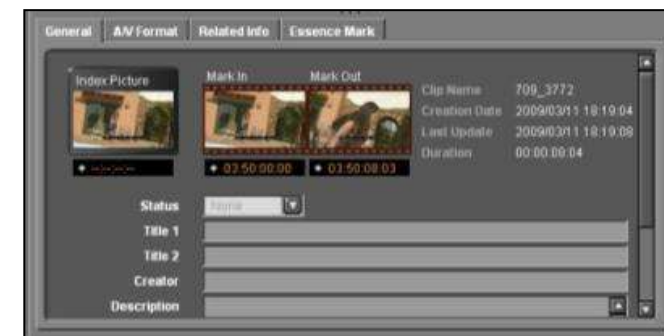 General A/V Format Related Info Essence Mark
Index Picture Mark In Mark Out
Clip Name 709_3772
Creation Date 2009/03/11 18:19:04
Last Update 2009/03/11 18:19:08
Duration 00:00:08:04
--:--:--:-- 03:50:00:00 03:50:08:03
Status None
Title 1
Title 2
Creator
Description